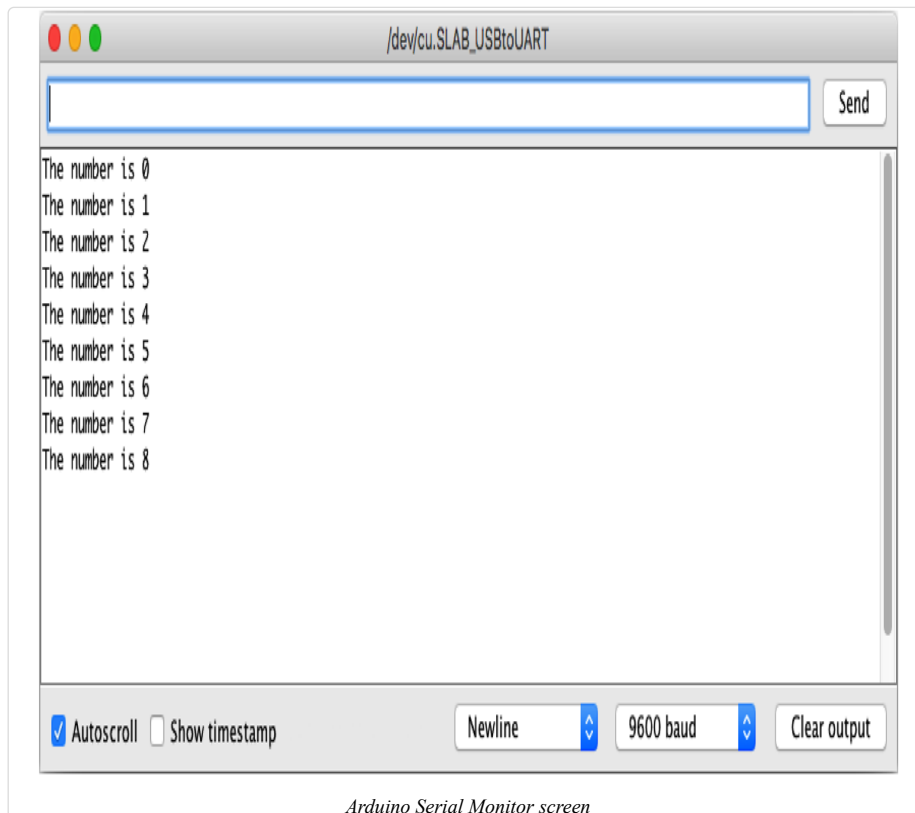 /dev/cu.SLAB_USBtoUART
Send
The number is 0
The number is 1
The number is 2
The number is 3
The number is 4
The number is 5
The number is 6
The number is 7
The number is 8
Autoscroll Show timestamp Newline 9600 baud Clear output
Arduino Serial Monitor screen